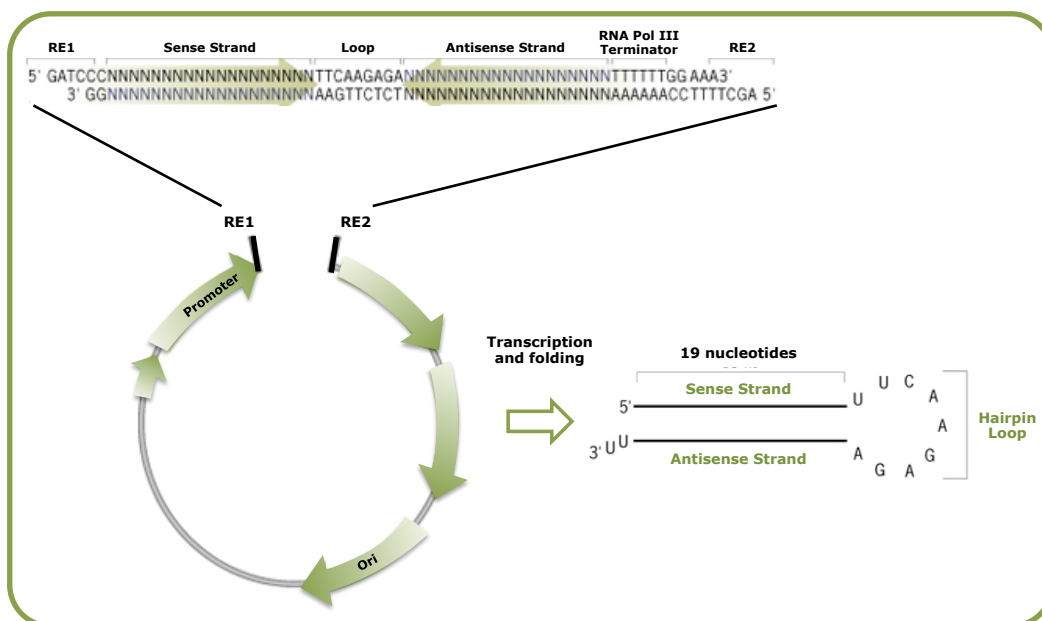 RE1 Sense Strand Loop Antisense Strand RNA Pol III Terminator RE2
5' GATCCCNNNNNNNNNNNNNNNNNNNTTCAAGAGANNNNNNNNNNNNNNNNNNNTTTTTTGGAAA3'
3' GGNNNNNNNNNNNNNNNNNNNAAGTTCTCTNNNNNNNNNNNNNNNNNNNAAAAAACCTTTTCGA 5'
RE1 RE2
Promoter
Ori
Transcription
and folding
19 nucleotides
Sense Strand
5'
U U C A A G A G A
3' U U
Antisense Strand
Hairpin
Loop